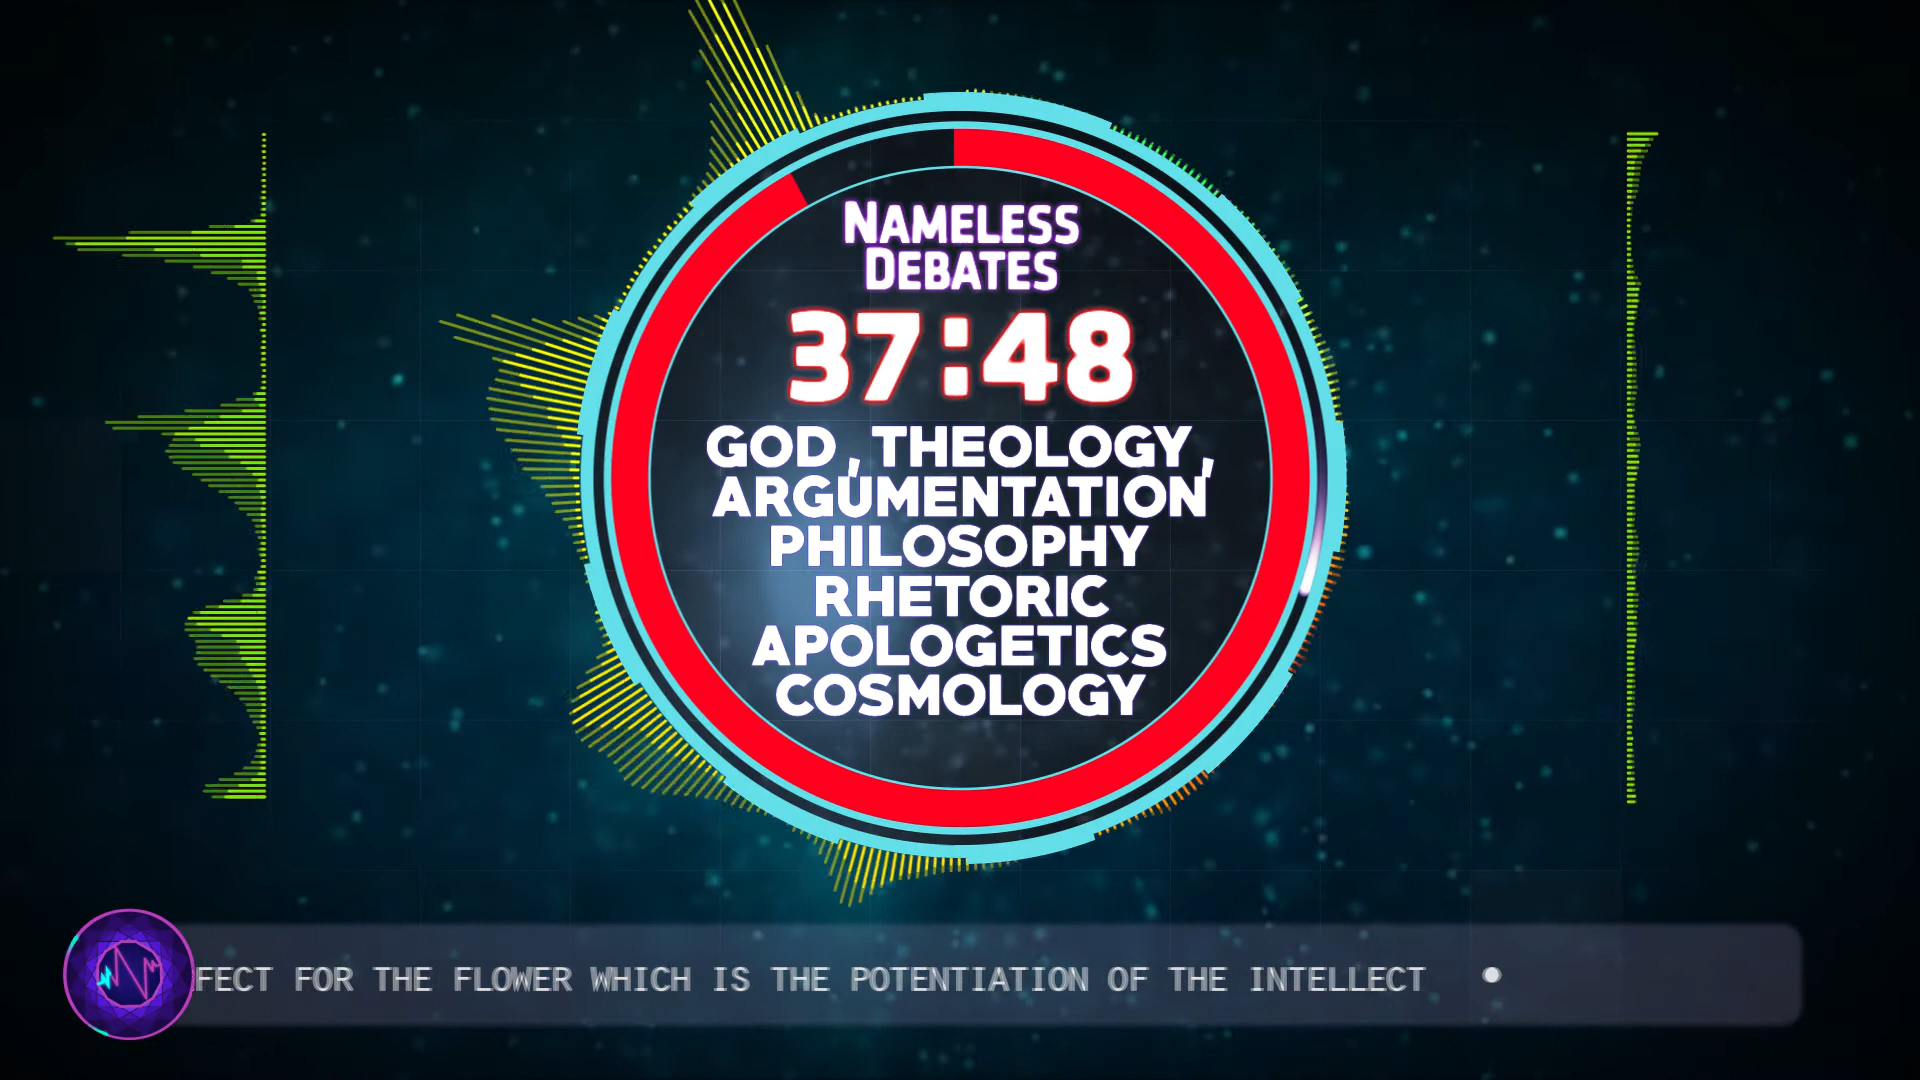 NAMELESS
DEBATES
37:48
GOD, THEOLOGY,
ARGUMENTATION
PHILOSOPHY
RHETORIC
APOLOGETICS
COSMOLOGY
FECT FOR THE FLOWER WHICH IS THE POTENTIATION OF THE INTELLECT